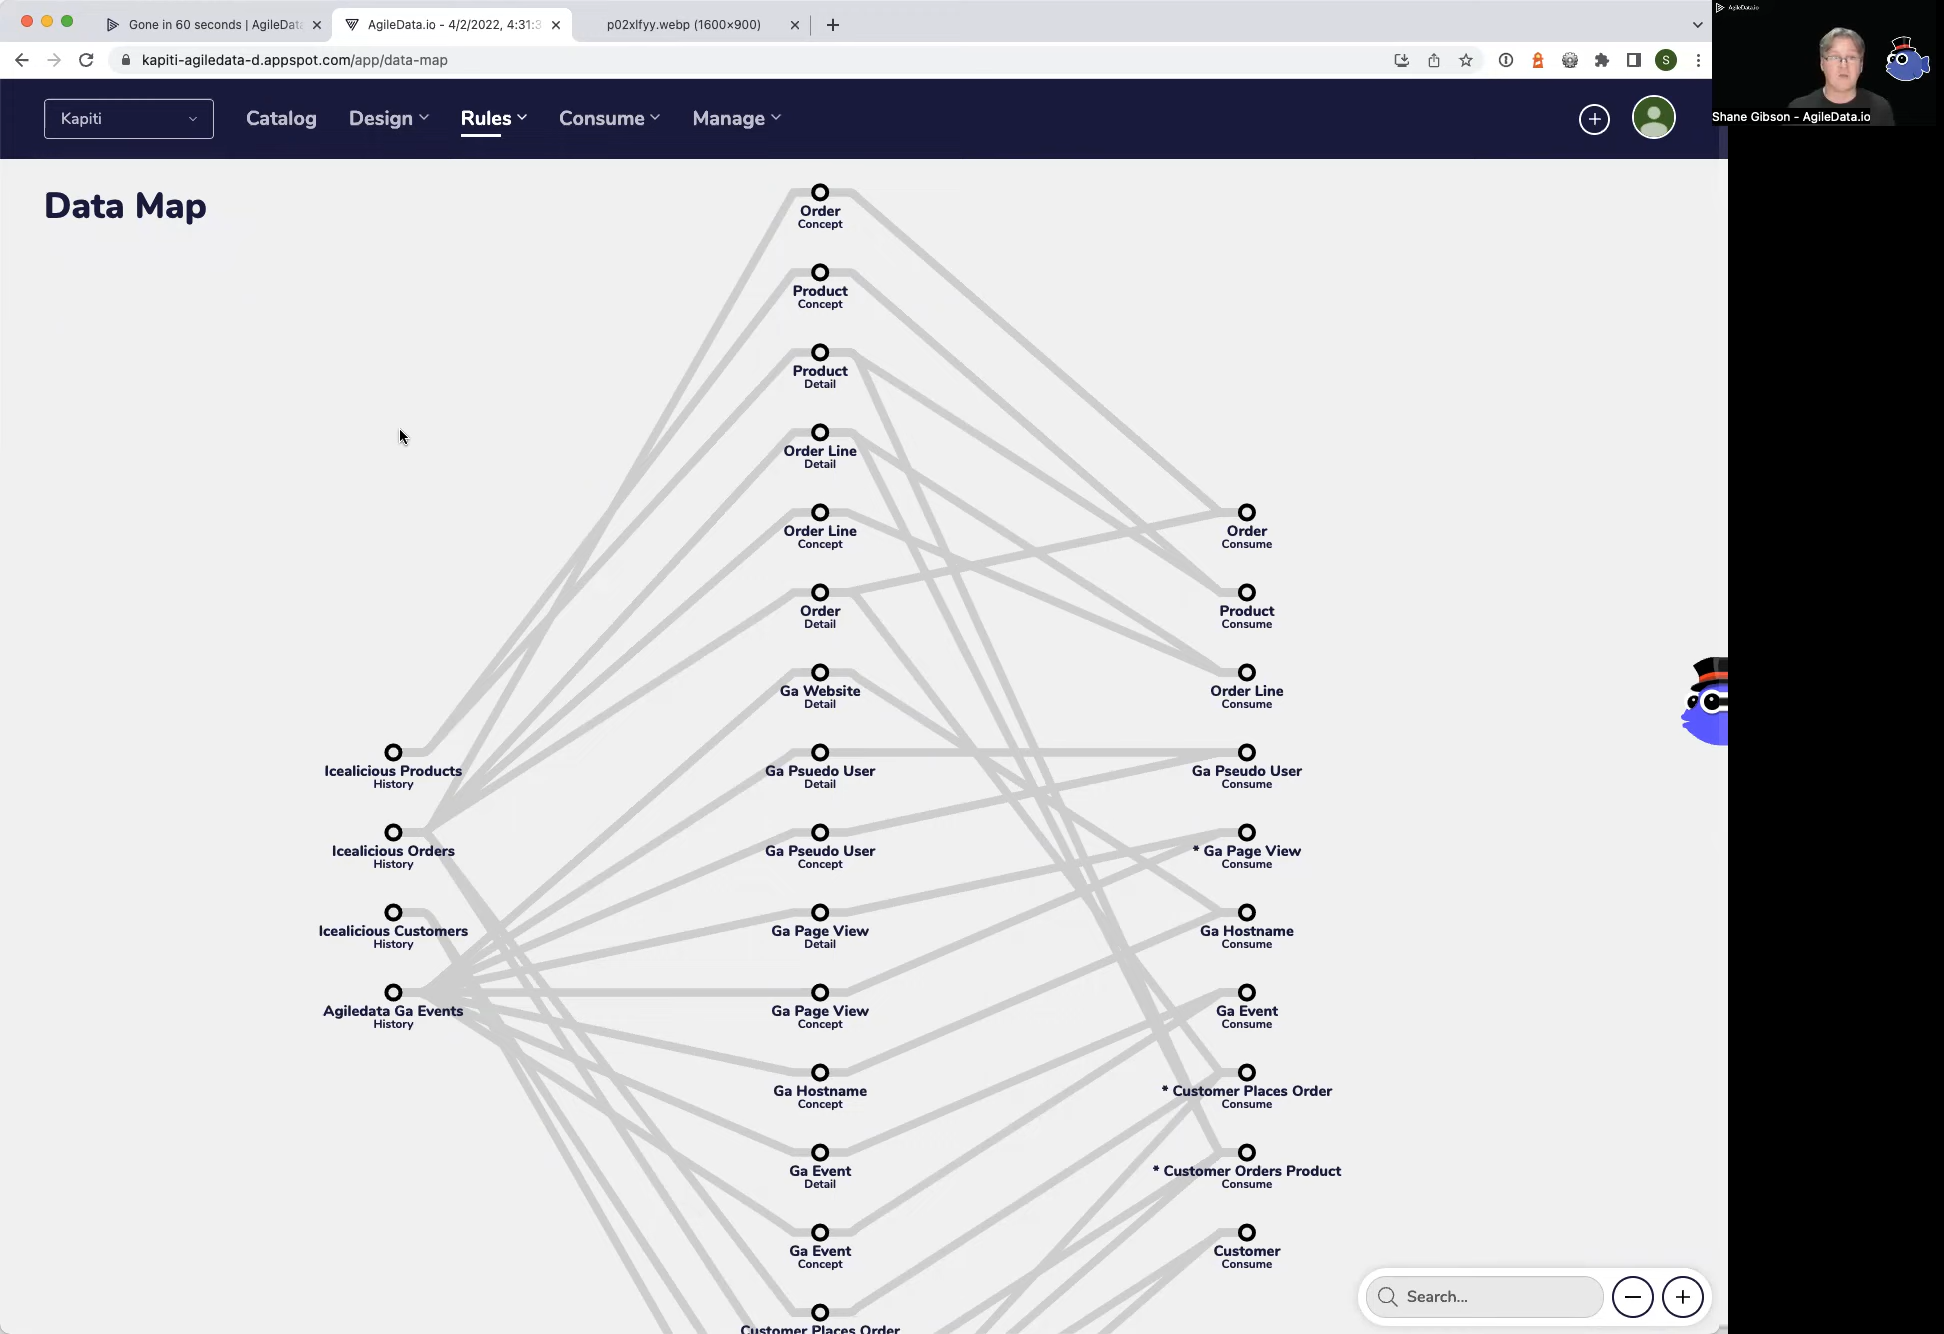 Gone in 60 seconds | AgileData
AgileData.io - 4/2/2022, 4:31:3
p02xlfyy.webp (1600×900)
AgileData.io
kapiti-agiledata-d.appspot.com/app/data-map
S
Shane Gibson - AgileData.io
Kapiti
Catalog
Design
Rules
Consume
Manage
Data Map
Order
Concept
Product
Concept
Product
Detail
Order Line
Detail
Order Line
Concept
Order
Detail
Ga Website
Detail
Ga Psuedo User
Detail
Ga Pseudo User
Concept
Ga Page View
Detail
Ga Page View
Concept
Ga Hostname
Concept
Ga Event
Detail
Ga Event
Concept
Customer Places Order
Icealicious Products
History
Icealicious Orders
History
Icealicious Customers
History
Agiledata Ga Events
History
Order
Consume
Product
Consume
Order Line
Consume
Ga Pseudo User
Consume
* Ga Page View
Consume
Ga Hostname
Consume
Ga Event
Consume
* Customer Places Order
Consume
* Customer Orders Product
Consume
Customer
Consume
Search...